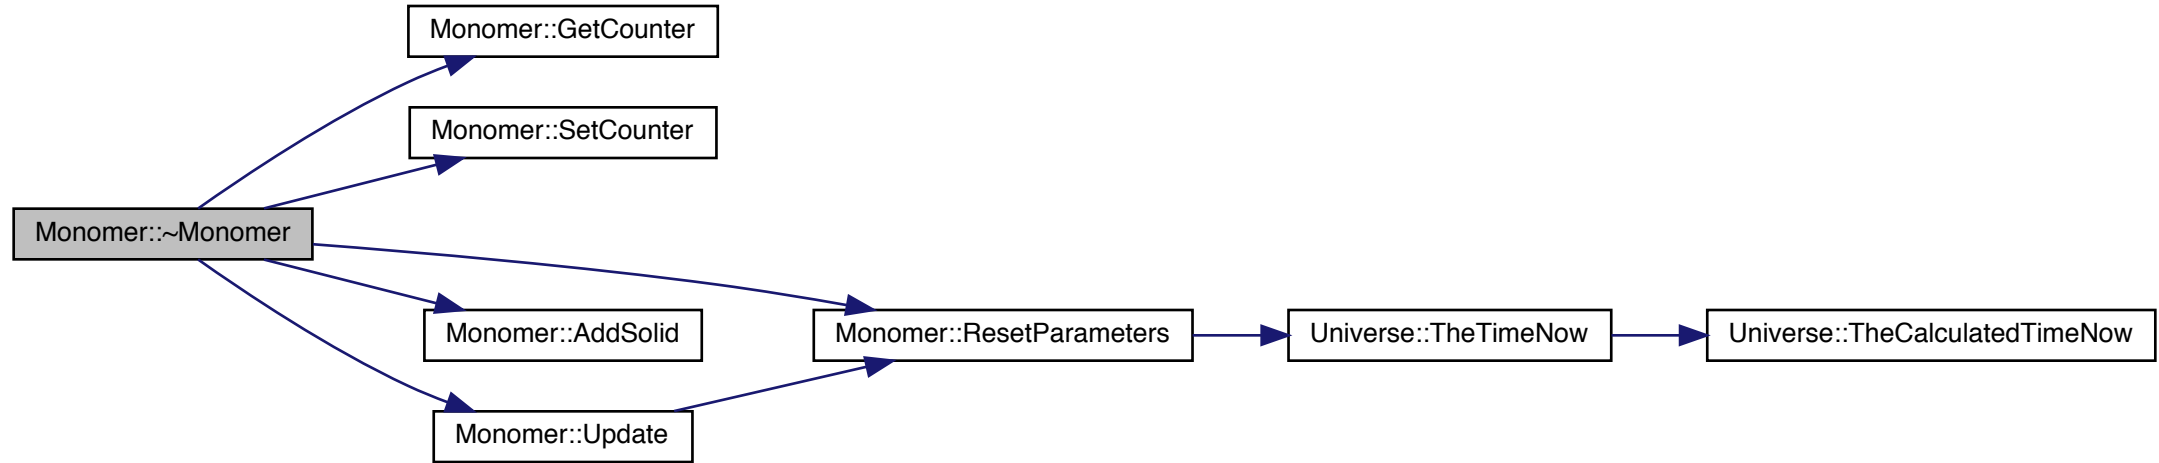 Monomer::GetCounter
Monomer::SetCounter
Monomer::~Monomer
Monomer::AddSolid
Monomer::ResetParameters
Universe::TheTimeNow
Universe::TheCalculatedTimeNow
Monomer::Update